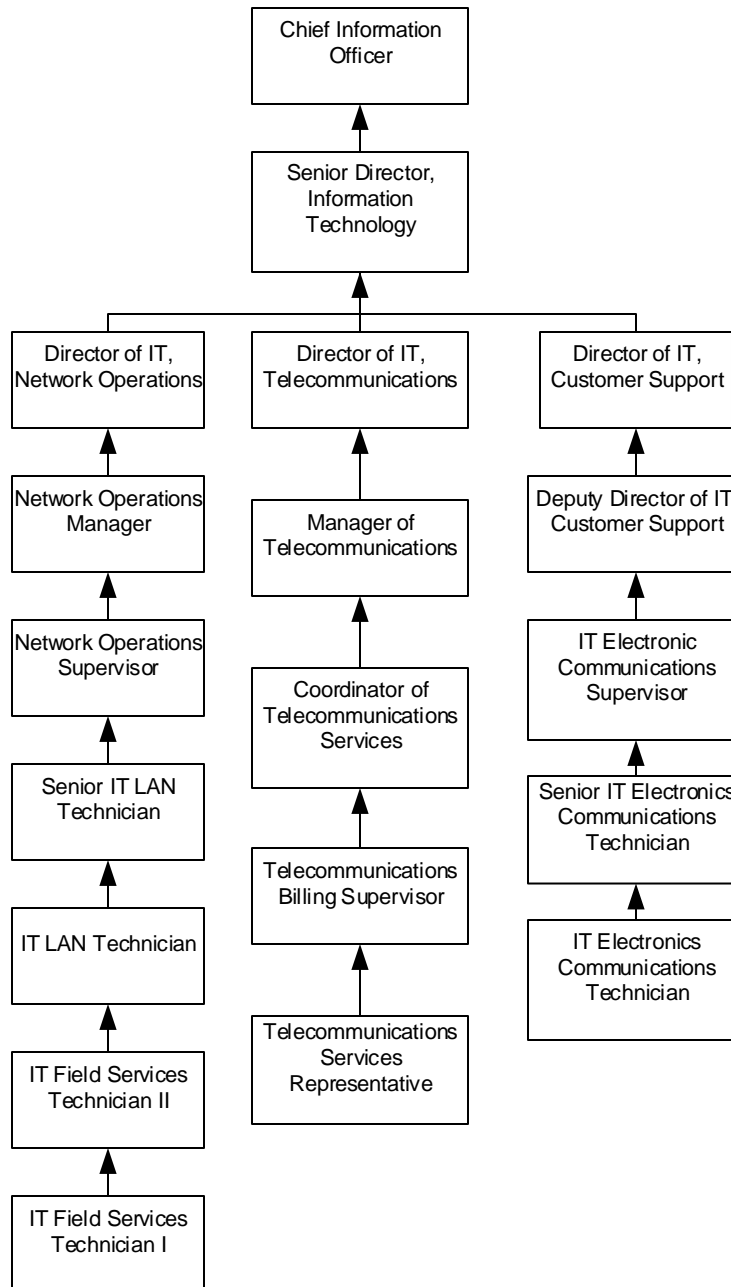 Chief Information
Officer
Senior Director,
Information
Technology
Director of IT,
Network Operations
Director of IT,
Telecommunications
Director of IT,
Customer Support
Network Operations
Manager
Manager of
Telecommunications
Deputy Director of IT
Customer Support
Network Operations
Supervisor
Coordinator of
Telecommunications
Services
IT Electronic
Communications
Supervisor
Senior IT LAN
Technician
Telecommunications
Billing Supervisor
Senior IT Electronics
Communications
Technician
IT LAN Technician
Telecommunications
Services
Representative
IT Electronics
Communications
Technician
IT Field Services
Technician II
IT Field Services
Technician I